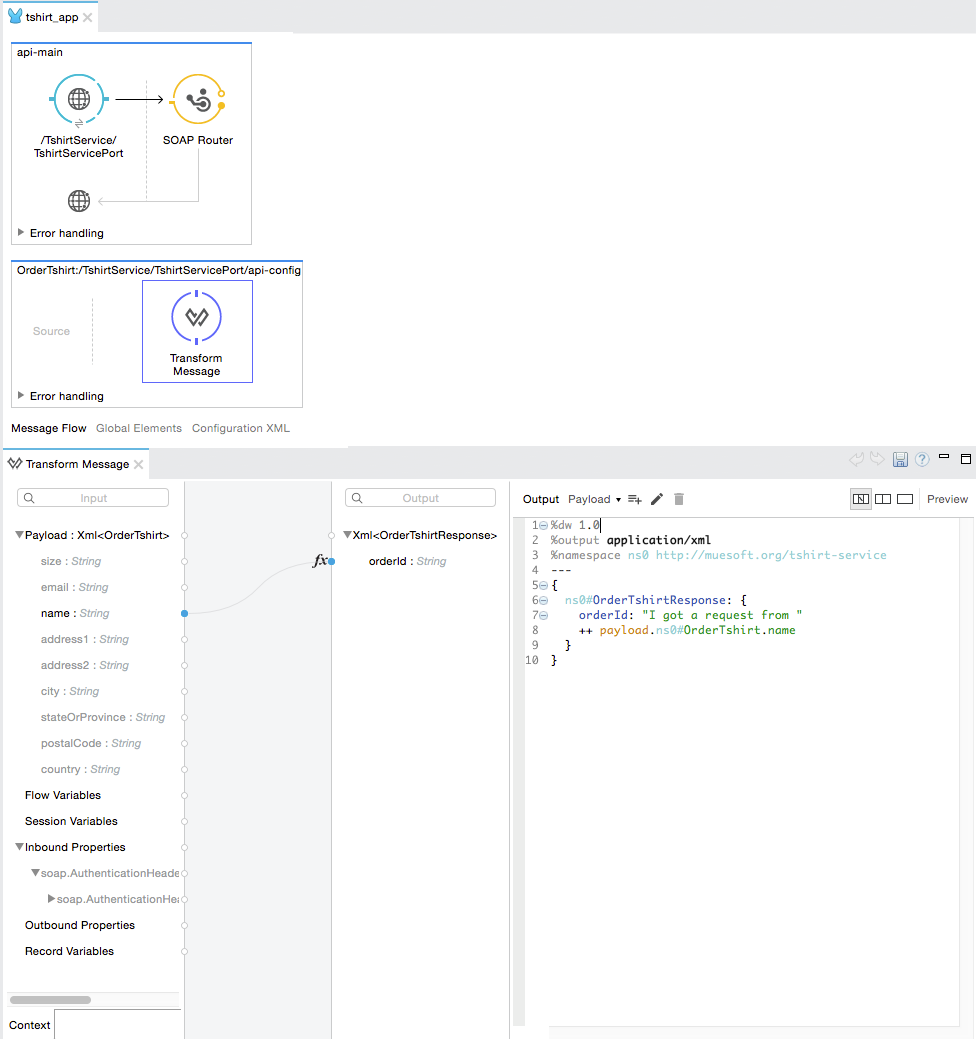 tshirt_app
api-main
/TshirtService/
TshirtServicePort
SOAP Router
Error handling
OrderTshirt:/TshirtService/TshirtServicePort/api-config
Source
Transform
Message
Error handling
Message Flow Global Elements Configuration XML
Transform Message
Input
Payload : Xml<OrderTshirt>
size : String
email : String
name : String
address1 : String
address2 : String
city : String
stateOrProvince : String
postalCode : String
country : String
Flow Variables
Session Variables
Inbound Properties
soap.AuthenticationHeade
soap.AuthenticationHea
Outbound Properties
Record Variables
Context
fx
Output
Xml<OrderTshirtResponse>
orderId : String
Output Payload Preview
1 %dw 1.0
2 %output application/xml
3 %namespace ns0 http://muesoft.org/tshirt-service
4 ---
5 {
6 ns0#OrderTshirtResponse: {
7 orderId: "I got a request from "
8 ++ payload.ns0#OrderTshirt.name
9 }
10 }